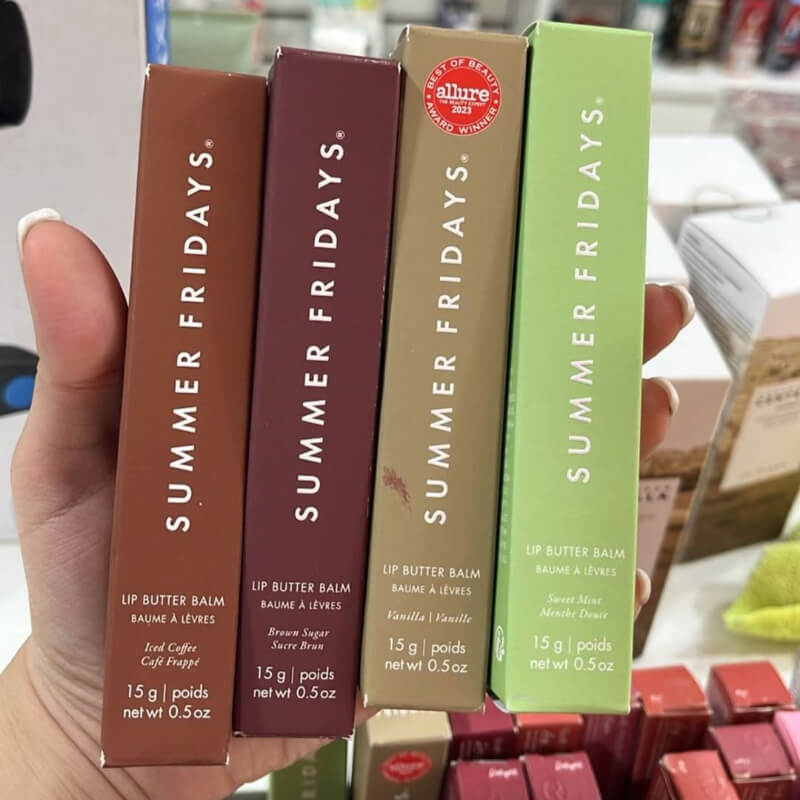 SUMMER FRIDAYS®
LIP BUTTER BALM
BAUME À LÈVRES
Iced Coffee
Café Frappé
15 g | poids
net wt 0.5 oz
SUMMER FRIDAYS®
LIP BUTTER BALM
BAUME À LÈVRES
Brown Sugar
Sucre Brun
15 g | poids
net wt 0.5 oz
BEST OF BEAUTY
allure
THE BEAUTY EXPERT
2023
AWARD WINNER
SUMMER FRIDAYS®
LIP BUTTER BALM
BAUME À LÈVRES
Vanilla | Vanille
15 g | poids
net wt 0.5 oz
SUMMER FRIDAYS®
LIP BUTTER BALM
BAUME À LÈVRES
Sweet Mint
Menthe Douce
15 g | poids
net wt 0.5 oz